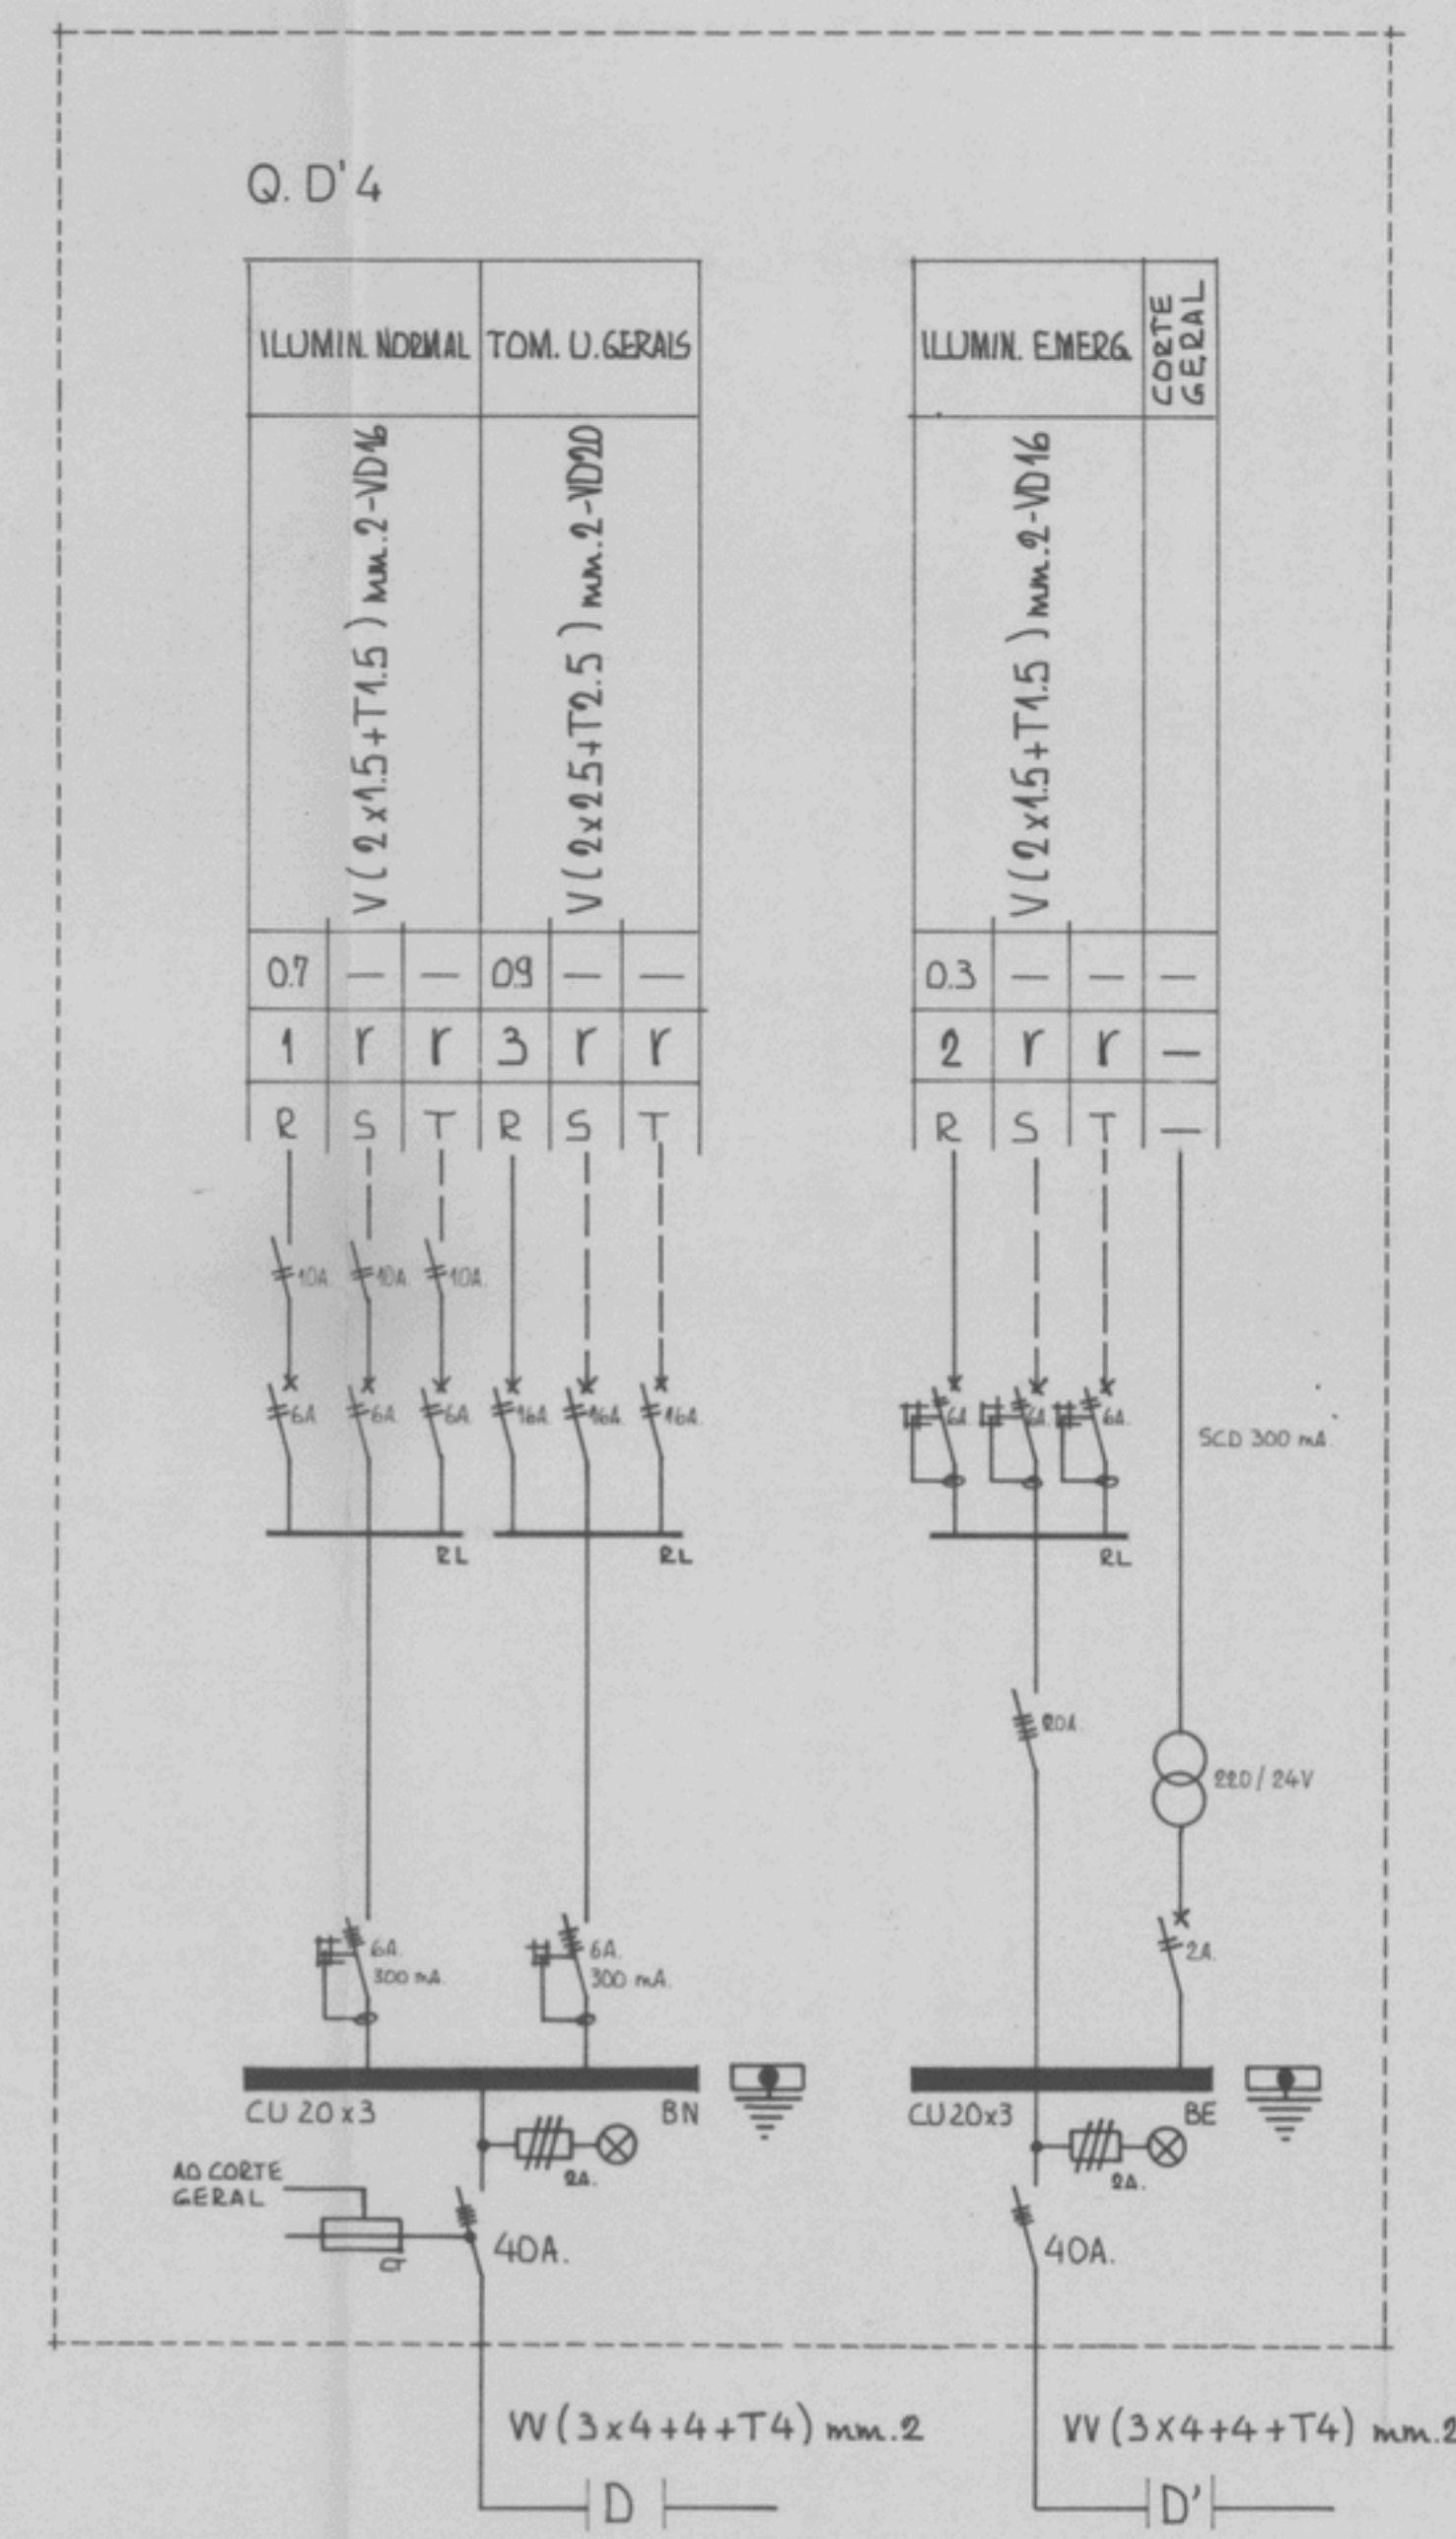 Q. D'4
ILUMIN. NORMAL TOM. U. GERAIS
ILUMIN. EMERG. CORTE GERAL
V(2x1.5+T1.5) mm.2-VD16
V(2x2.5+T2.5) mm.2-VD20
V(2x1.5+T1.5) mm.2-VD16
0.7 — — 0.9 — — 0.3 — — —
1 r r 3 r r 2 r r —
R S T R S T R S T —
10A. 10A. 10A.
6A. 6A. 6A. 16A. 16A. 16A. 6A. 6A. 6A.
SCD 300 mA.
RL RL RL
20A.
220/24V
6A. 6A. 2A.
300 mA. 300 mA.
CU 20x3 BN CU 20x3 BE
2A. 2A.
AO CORTE
GERAL
40A. 40A.
VV(3x4+4+T4) mm.2 VV(3x4+4+T4) mm.2
D D'